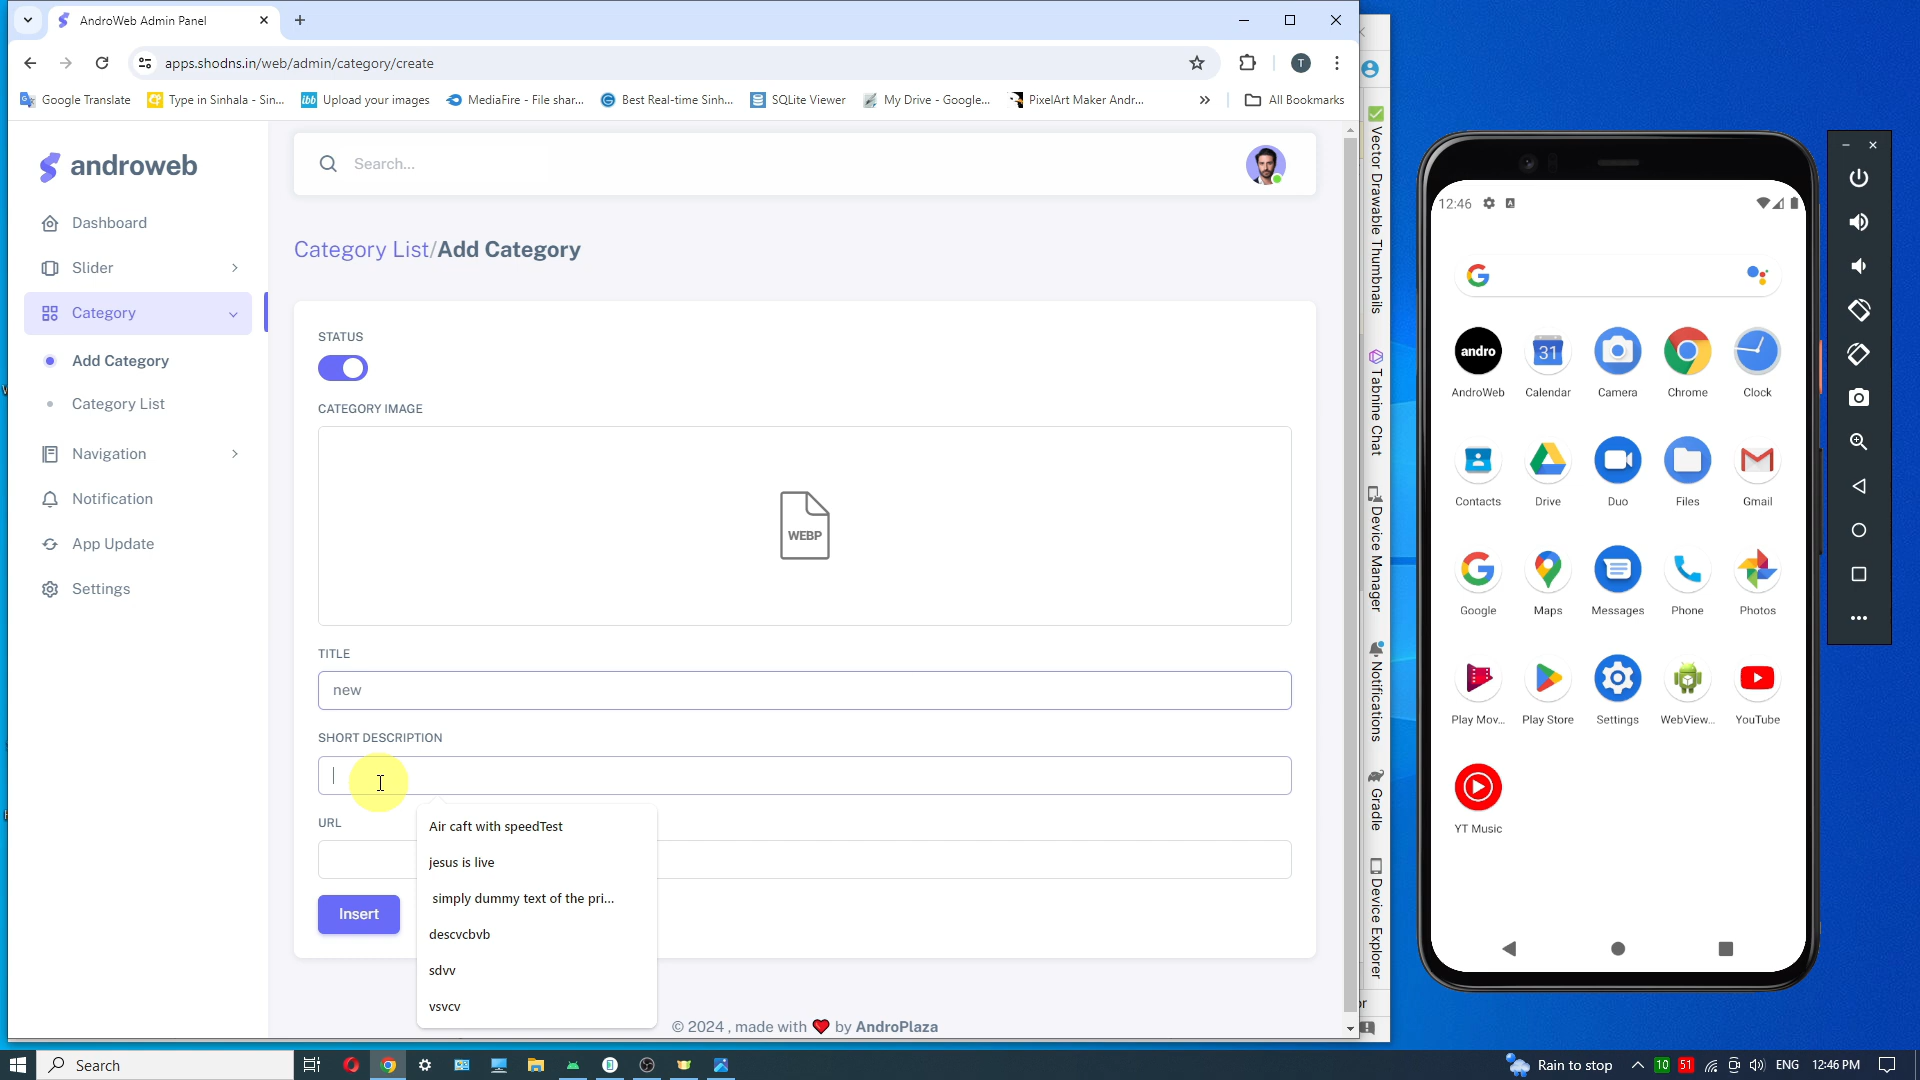 AndroWeb Admin Panel
apps.shodns.in/web/admin/category/create
T
Google Translate
Type in Sinhala - Sin...
Upload your images
MediaFire - File shar...
Best Real-time Sinh...
SQLite Viewer
My Drive - Google...
PixelArt Maker Andr...
All Bookmarks
androweb
Search...
Dashboard
Slider
Category
Add Category
Category List
Navigation
Notification
App Update
Settings
Category List/Add Category
STATUS
CATEGORY IMAGE
WEBP
TITLE
new
SHORT DESCRIPTION
URL
Air caft with speedTest
jesus is live
simply dummy text of the pri...
descvcbvb
sdvv
vsvcv
Insert
© 2024 , made with ❤ by AndroPlaza
Vector Drawable Thumbnails
Tabnine Chat
Device Manager
Notifications
Gradle
Device Explorer
12:46
andro
31
AndroWeb
Calendar
Camera
Chrome
Clock
Contacts
Drive
Duo
Files
Gmail
Google
Maps
Messages
Phone
Photos
Play Mov...
Play Store
Settings
WebView...
YouTube
YT Music
Search
Rain to stop
10
51
ENG
12:46 PM